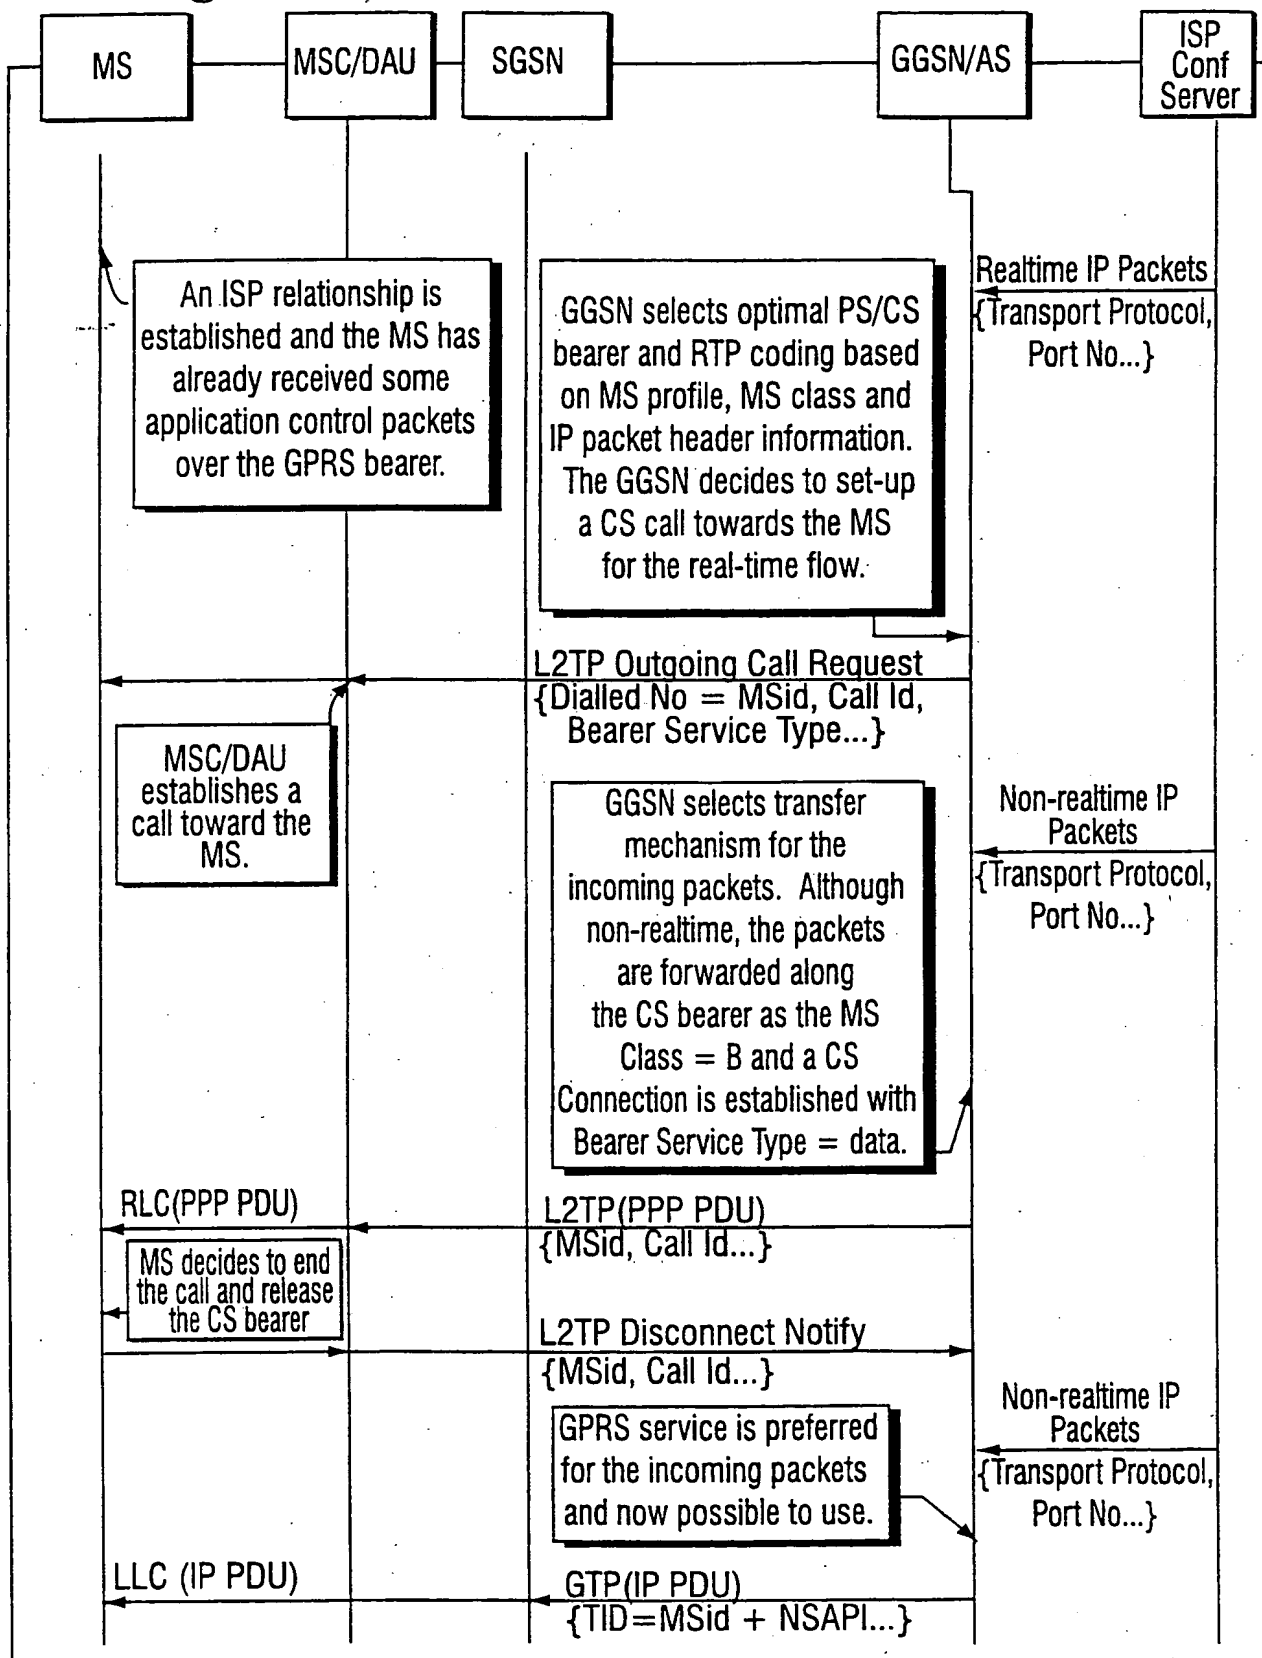 MS
MSC/DAU
SGSN
GGSN/AS
ISP
Conf
Server
An ISP relationship is
established and the MS has
already received some
application control packets
over the GPRS bearer.
GGSN selects optimal PS/CS
bearer and RTP coding based
on MS profile, MS class and
IP packet header information.
The GGSN decides to set-up
a CS call towards the MS
for the real-time flow.
Realtime IP Packets
{Transport Protocol,
Port No...}
L2TP Outgoing Call Request
{Dialled No = MSid, Call Id,
Bearer Service Type...}
MSC/DAU
establishes a
call toward the
MS.
GGSN selects transfer
mechanism for the
incoming packets. Although
non-realtime, the packets
are forwarded along
the CS bearer as the MS
Class = B and a CS
Connection is established with
Bearer Service Type = data.
Non-realtime IP
Packets
{Transport Protocol,
Port No...}
RLC(PPP PDU)
L2TP(PPP PDU)
{MSid, Call Id...}
MS decides to end
the call and release
the CS bearer
L2TP Disconnect Notify
{MSid, Call Id...}
GPRS service is preferred
for the incoming packets
and now possible to use.
Non-realtime IP
Packets
{Transport Protocol,
Port No...}
LLC (IP PDU)
GTP(IP PDU)
{TID=MSid + NSAPI...}